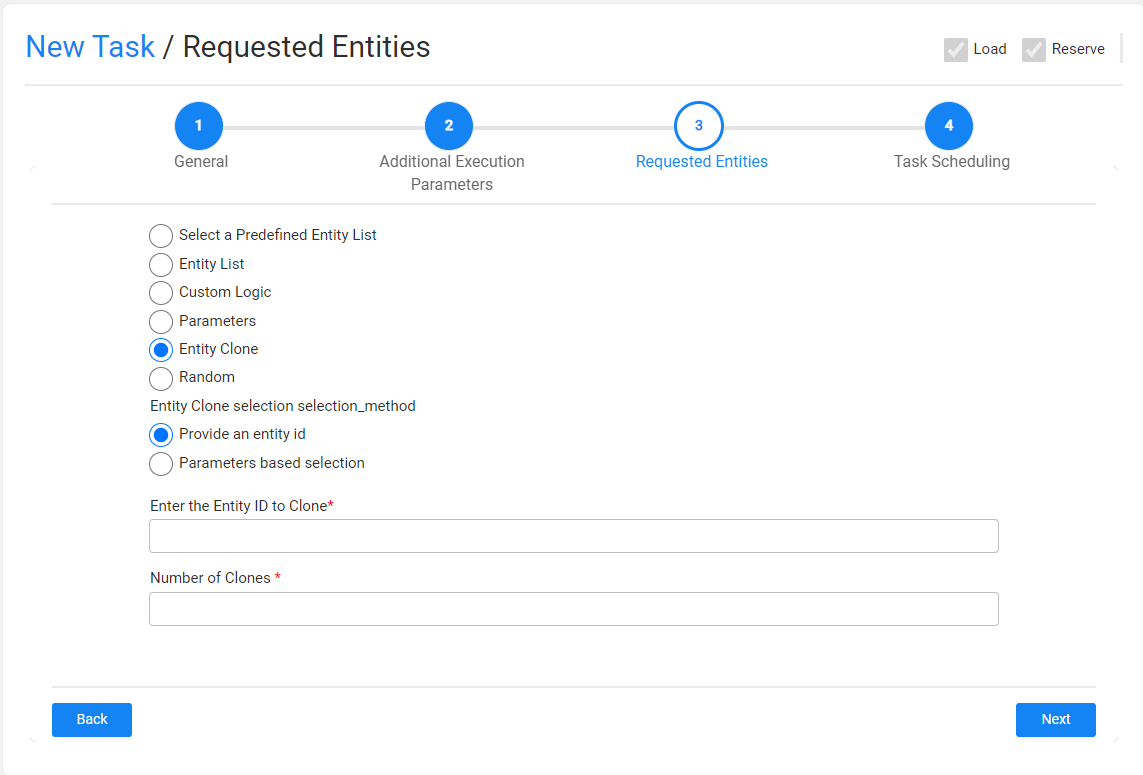 New Task / Requested Entities
Load
Reserve
1
2
3
4
General
Additional Execution
Parameters
Requested Entities
Task Scheduling
Select a Predefined Entity List
Entity List
Custom Logic
Parameters
Entity Clone
Random
Entity Clone selection selection_method
Provide an entity id
Parameters based selection
Enter the Entity ID to Clone*
Number of Clones *
Back
Next